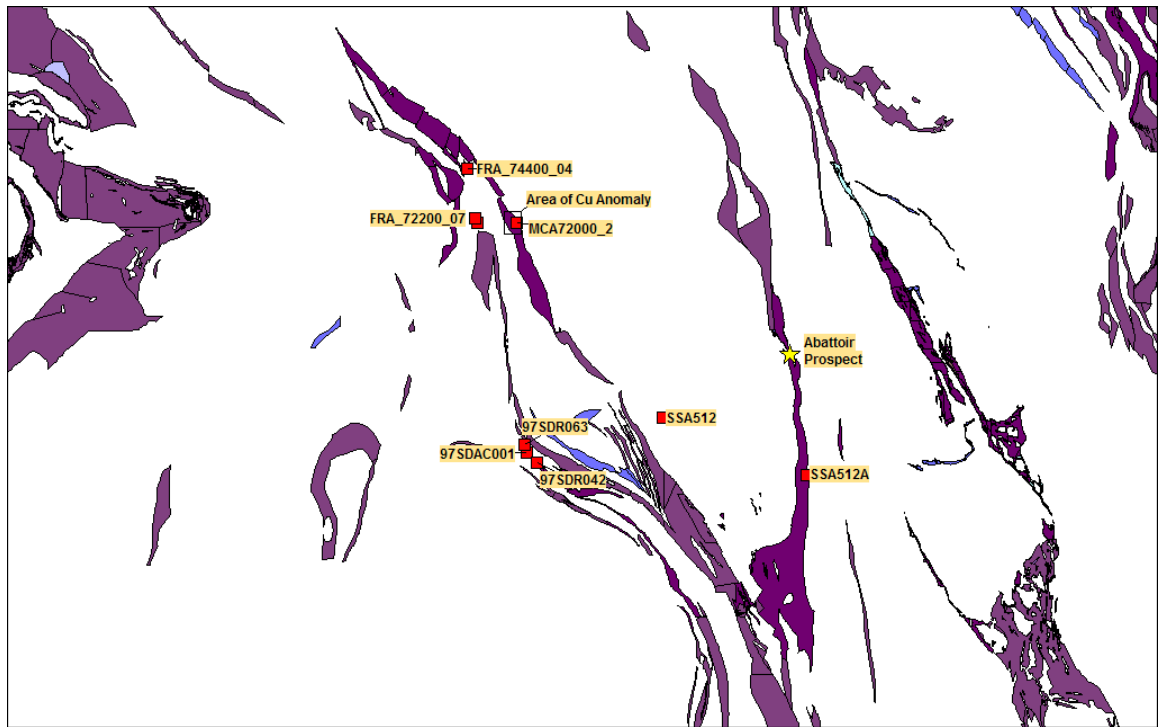 FRA_74400_04
Area of Cu Anomaly
FRA_72200_07
MCA72000_2
Abattoir
Prospect
SSA512
97SDR063
97SDAC001
97SDR042
SSA512A